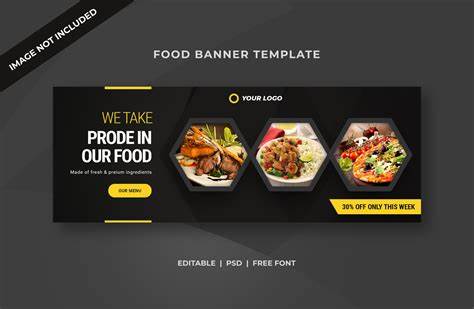 IMAGE NOT INCLUDED
FOOD BANNER TEMPLATE
YOUR LOGO
WE TAKE
PRODE IN
OUR FOOD
Made of fresh & preium ingredients
OUR MENU
30% OFF ONLY THIS WEEK
EDITABLE | PSD | FREE FONT